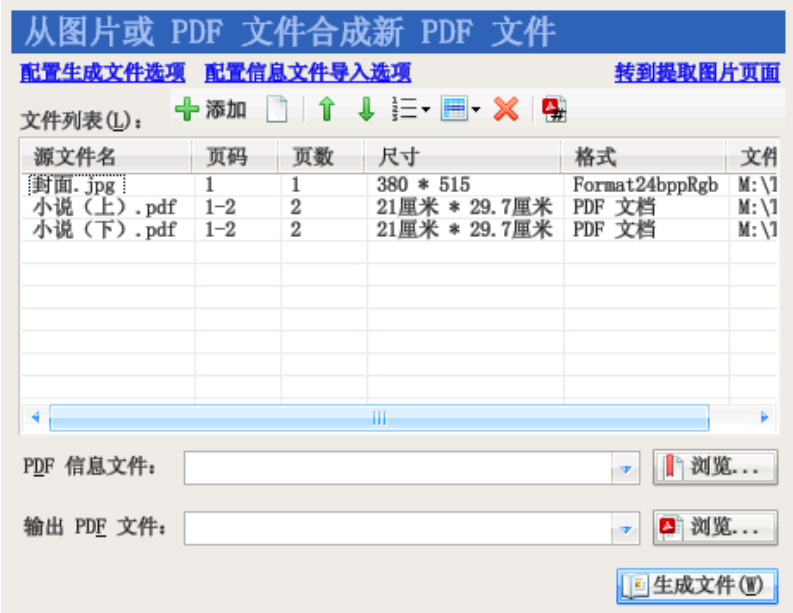 从图片或 PDF 文件合成新 PDF 文件
配置生成文件选项 配置信息文件导入选项 转到提取图片页面
文件列表(L): 添加
源文件名 页码 页数 尺寸 格式 文件
封面.jpg 1 1 380 * 515 Format24bppRgb M:\T
小说（上）.pdf 1-2 2 21厘米 * 29.7厘米 PDF 文档 M:\T
小说（下）.pdf 1-2 2 21厘米 * 29.7厘米 PDF 文档 M:\T
PDF 信息文件: 浏览...
输出 PDF 文件: 浏览...
生成文件(W)